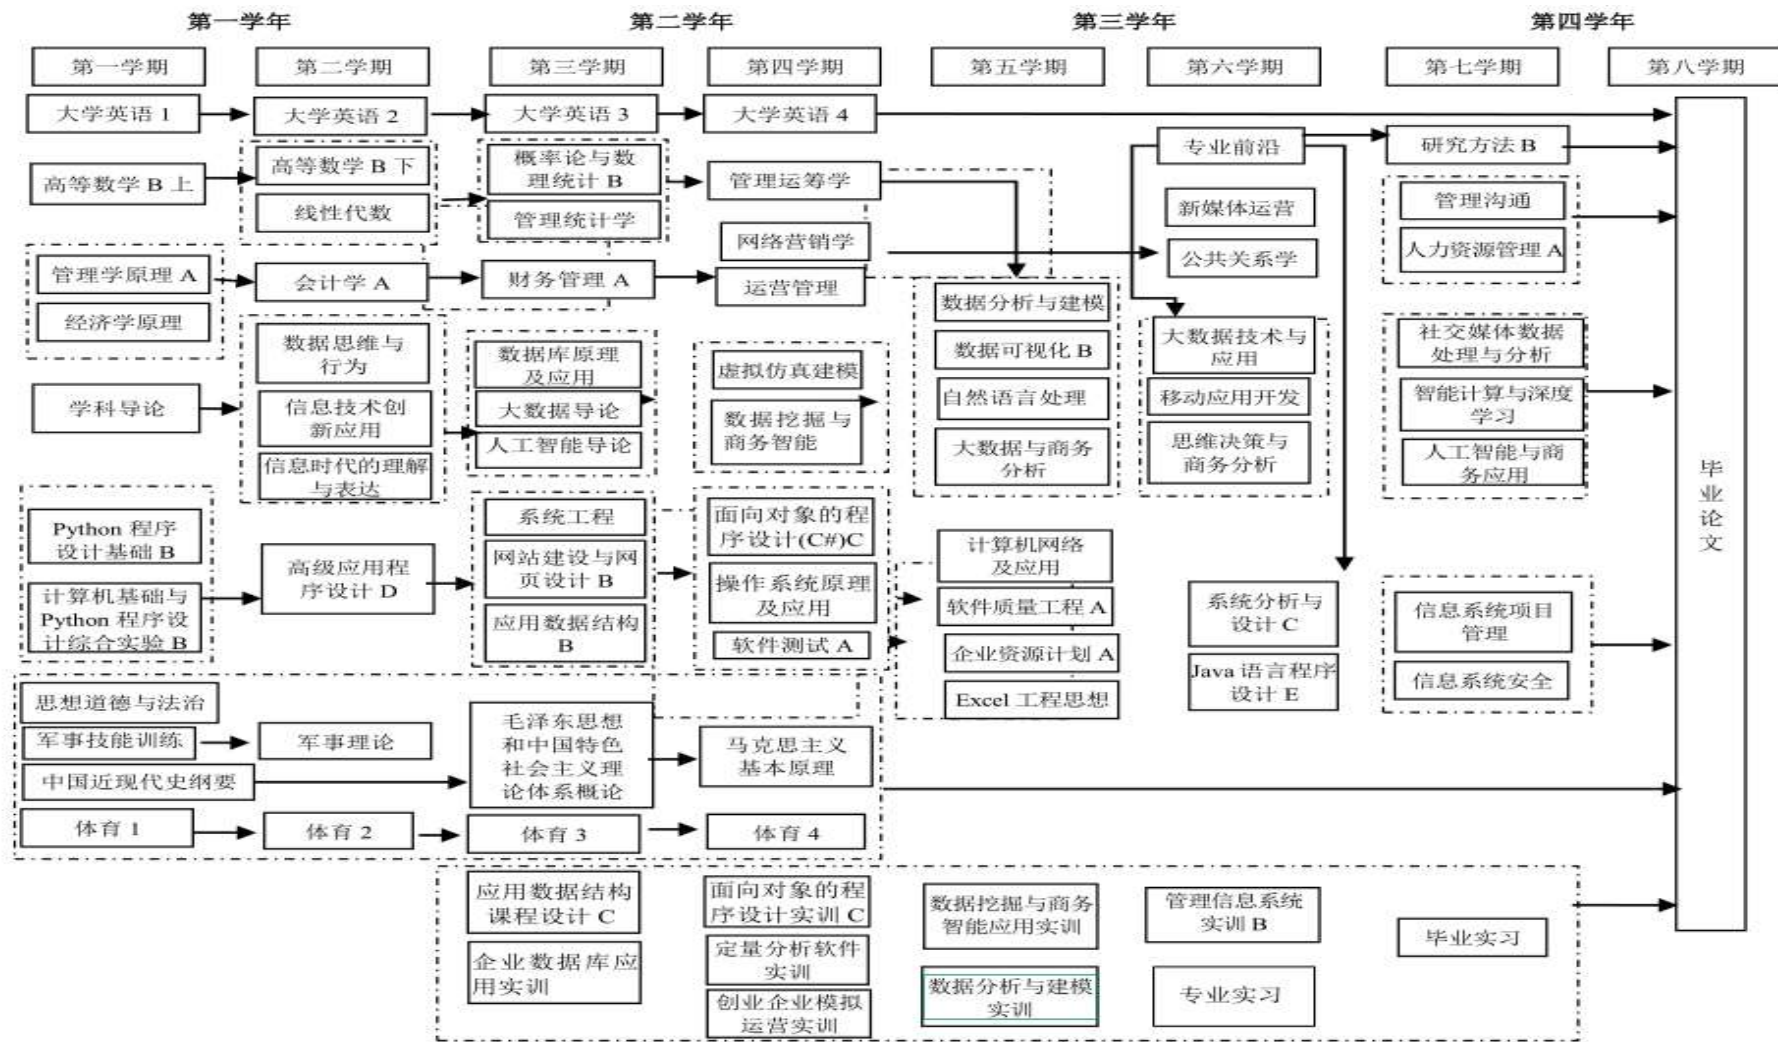 第一学年
第二学年
第三学年
第四学年
第一学期
第二学期
第三学期
第四学期
第五学期
第六学期
第七学期
第八学期
大学英语 1
大学英语 2
大学英语 3
大学英语 4
高等数学 B 上
高等数学 B 下
线性代数
概率论与数
理统计 B
管理统计学
管理运筹学
专业前沿
研究方法 B
新媒体运营
管理沟通
网络营销学
公共关系学
人力资源管理 A
管理学原理 A
经济学原理
会计学 A
财务管理 A
运营管理
学科导论
数据思维与
行为
信息技术创
新应用
信息时代的理解
与表达
数据库原理
及应用
大数据导论
人工智能导论
虚拟仿真建模
数据挖掘与
商务智能
数据分析与建模
数据可视化 B
自然语言处理
大数据与商务
分析
大数据技术与
应用
移动应用开发
思维决策与
商务分析
社交媒体数据
处理与分析
智能计算与深度
学习
人工智能与商
务应用
Python 程序
设计基础 B
计算机基础与
Python 程序设
计综合实验 B
高级应用程
序设计 D
系统工程
网站建设与网
页设计 B
应用数据结构
B
面向对象的程
序设计(C#)C
操作系统原理
及应用
软件测试 A
计算机网络
及应用
软件质量工程 A
企业资源计划 A
Excel 工程思想
系统分析与
设计 C
Java 语言程序
设计 E
信息系统项目
管理
信息系统安全
毕
业
论
文
思想道德与法治
军事技能训练
军事理论
中国近现代史纲要
毛泽东思想
和中国特色
社会主义理
论体系概论
马克思主义
基本原理
体育 1
体育 2
体育 3
体育 4
应用数据结构
课程设计 C
企业数据库应
用实训
面向对象的程
序设计实训 C
定量分析软件
实训
创业企业模拟
运营实训
数据挖掘与商务
智能应用实训
数据分析与建模
实训
管理信息系统
实训 B
专业实习
毕业实习